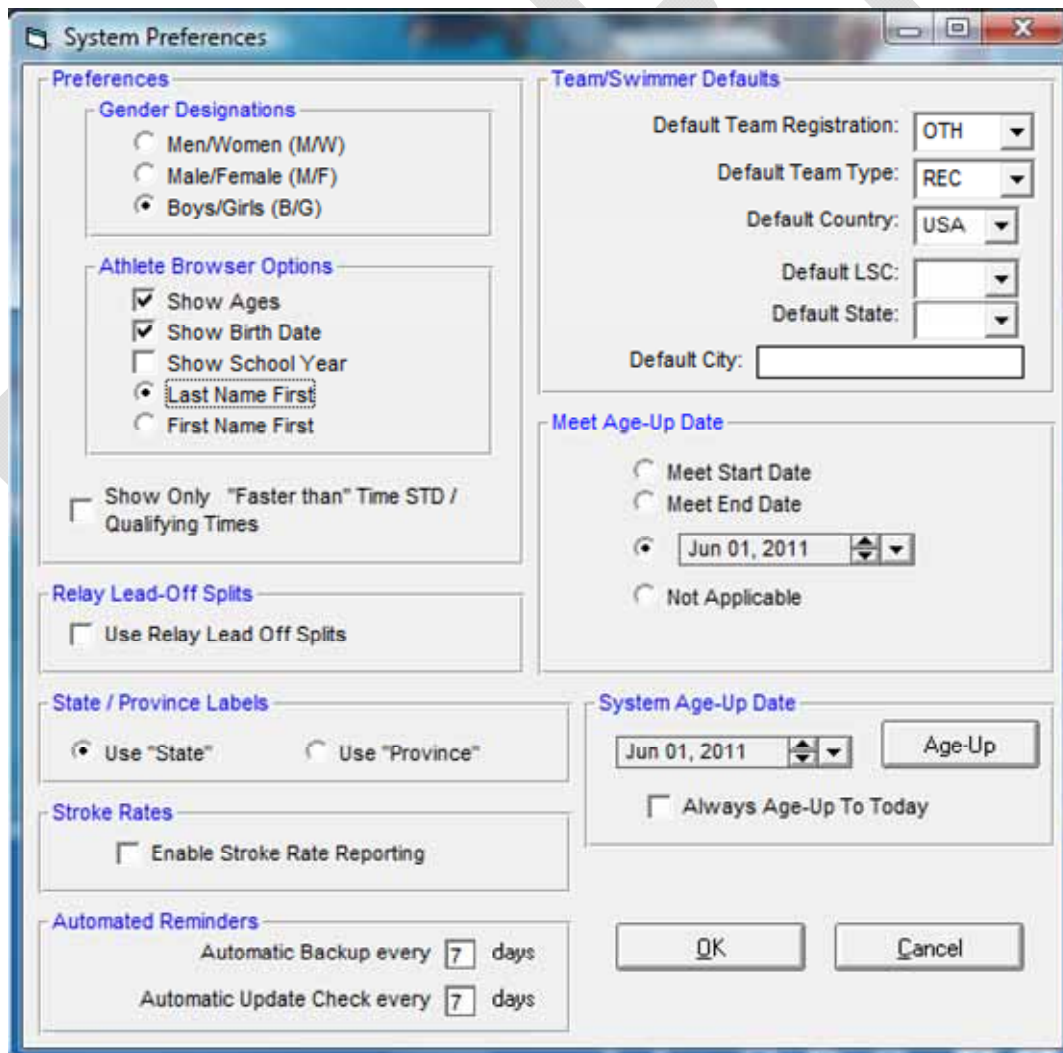 System Preferences
Preferences
Gender Designations
Men/Women (M/W)
Male/Female (M/F)
Boys/Girls (B/G)
Athlete Browser Options
Show Ages
Show Birth Date
Show School Year
Last Name First
First Name First
Show Only "Faster than" Time STD /
Qualifying Times
Relay Lead-Off Splits
Use Relay Lead Off Splits
State / Province Labels
Use "State" Use "Province"
Stroke Rates
Enable Stroke Rate Reporting
Automated Reminders
Automatic Backup every 7 days
Automatic Update Check every 7 days
Team/Swimmer Defaults
Default Team Registration: OTH
Default Team Type: REC
Default Country: USA
Default LSC:
Default State:
Default City:
Meet Age-Up Date
Meet Start Date
Meet End Date
Jun 01, 2011
Not Applicable
System Age-Up Date
Jun 01, 2011 Age-Up
Always Age-Up To Today
OK Cancel